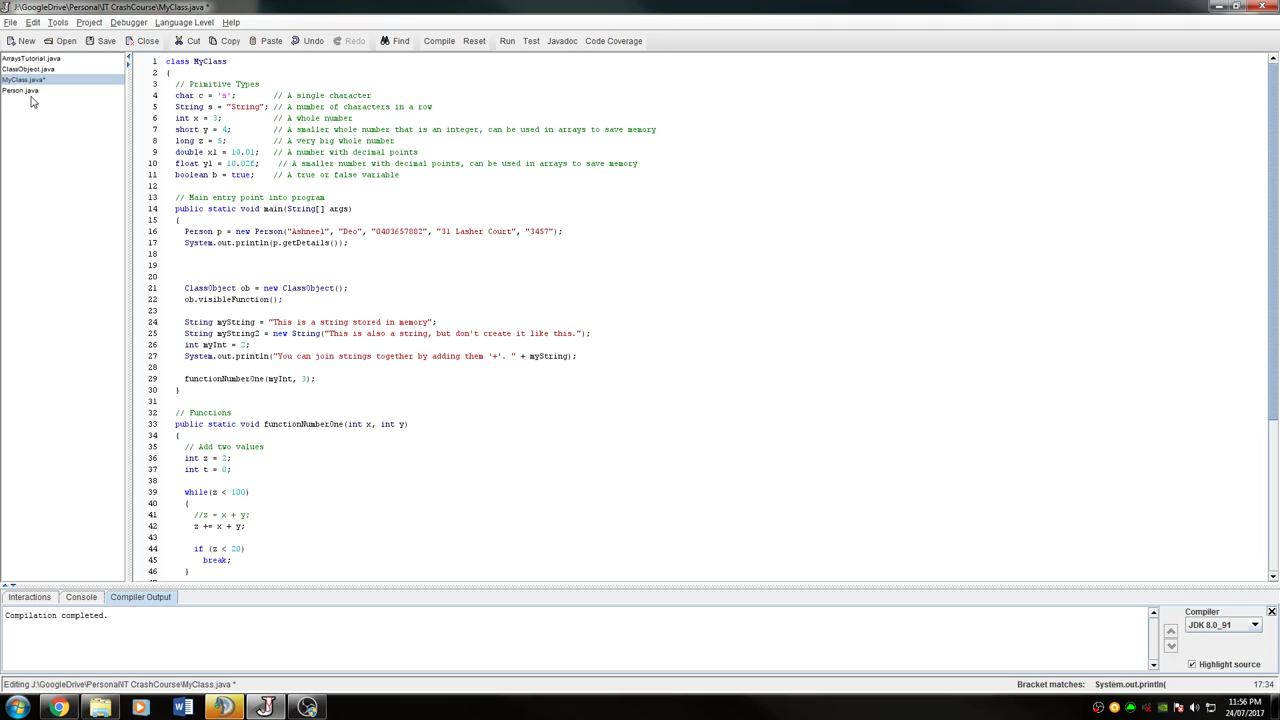 J:\GoogleDrive\Personal\IT CrashCourse\MyClass.java *
File Edit Tools Project Debugger Language Level Help
New Open Save Close Cut Copy Paste Undo Redo Find Compile Reset Run Test Javadoc Code Coverage
ArraysTutorial.java
ClassObject.java
MyClass.java*
Person.java
1 class MyClass
2 {
3 // Primitive Types
4 char c = 's'; // A single character
5 String s = "String"; // A number of characters in a row
6 int x = 3; // A whole number
7 short y = 4; // A smaller whole number that is an integer, can be used in arrays to save memory
8 long z = 5; // A very big whole number
9 double x1 = 10.01; // A number with decimal points
10 float y1 = 10.02f; // A smaller number with decimal points, can be used in arrays to save memory
11 boolean b = true; // A true or false variable
12
13 // Main entry point into program
14 public static void main(String[] args)
15 {
16 Person p = new Person("Ashneel", "Deo", "0403657882", "31 Lasher Court", "3457");
17 System.out.println(p.getDetails());
18
19
20
21 ClassObject ob = new ClassObject();
22 ob.visibleFunction();
23
24 String myString = "This is a string stored in memory";
25 String myString2 = new String("This is also a string, but don't create it like this.");
26 int myInt = 2;
27 System.out.println("You can join strings together by adding them '+'. " + myString);
28
29 functionNumberOne(myInt, 3);
30 }
31
32 // Functions
33 public static void functionNumberOne(int x, int y)
34 {
35 // Add two values
36 int z = 2;
37 int t = 0;
38
39 while(z < 100)
40 {
41 //z = x + y;
42 z += x + y;
43
44 if (z < 20)
45 break;
46 }
Interactions Console Compiler Output
Compilation completed.
Compiler
JDK 8.0_91
Highlight source
Editing J:\GoogleDrive\Personal\IT CrashCourse\MyClass.java *
Bracket matches: System.out.println(
17:34
11:56 PM
24/07/2017